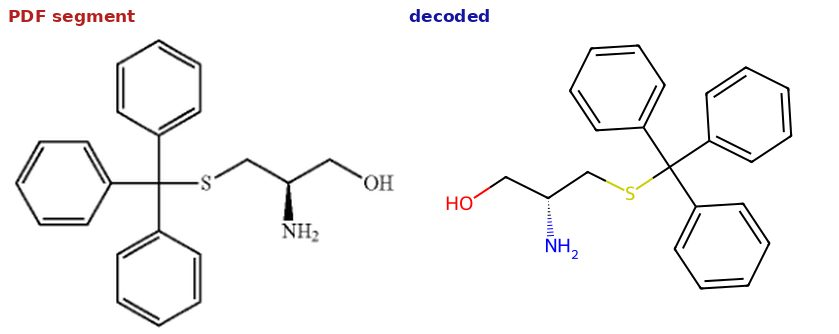 PDF segment
decoded
S
OH
NH₂
HO
S
NH₂